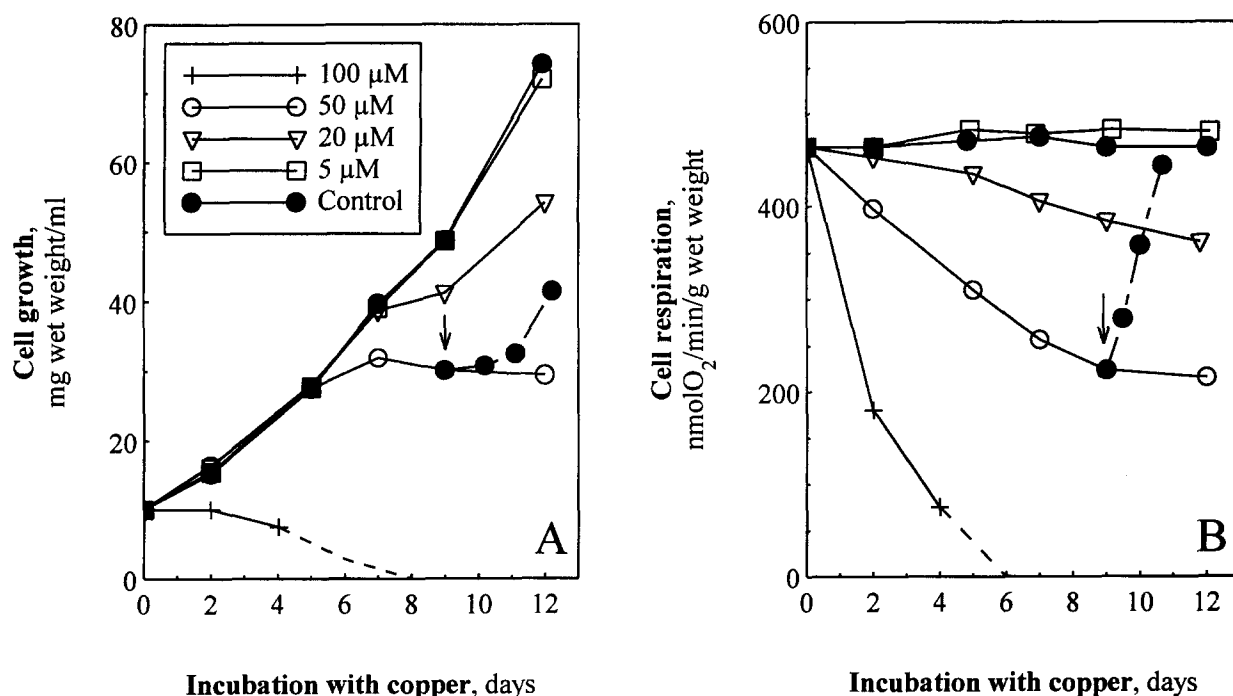 80
60
40
20
0
0 2 4 6 8 10 12
Cell growth,
mg wet weight/ml
100 µM
50 µM
20 µM
5 µM
Control
A
Incubation with copper, days
600
400
200
0
0 2 4 6 8 10 12
Cell respiration,
nmolO2/min/g wet weight
B
Incubation with copper, days